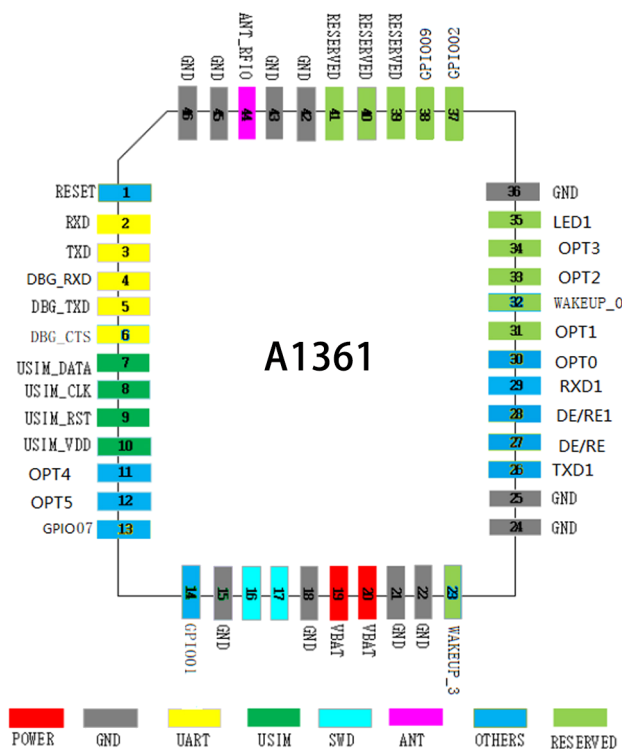 GND GND ANT_RFIO GND GND RESERVED RESERVED RESERVED GPIO09 GPIO02
46 45 44 43 42 41 40 39 38 37
RESET 1
RXD 2
TXD 3
DBG_RXD 4
DBG_TXD 5
DBG_CTS 6
USIM_DATA 7
USIM_CLK 8
USIM_RST 9
USIM_VDD 10
OPT4 11
OPT5 12
GPIO07 13
A1361
36 GND
35 LED1
34 OPT3
33 OPT2
32 WAKEUP_0
31 OPT1
30 OPT0
29 RXD1
28 DE/RE1
27 DE/RE
26 TXD1
25 GND
24 GND
14 15 16 17 18 19 20 21 22 23
GPIO01 GND GND VBAT VBAT GND GND WAKEUP_3
POWER GND UART USIM SWD ANT OTHERS RESERVED